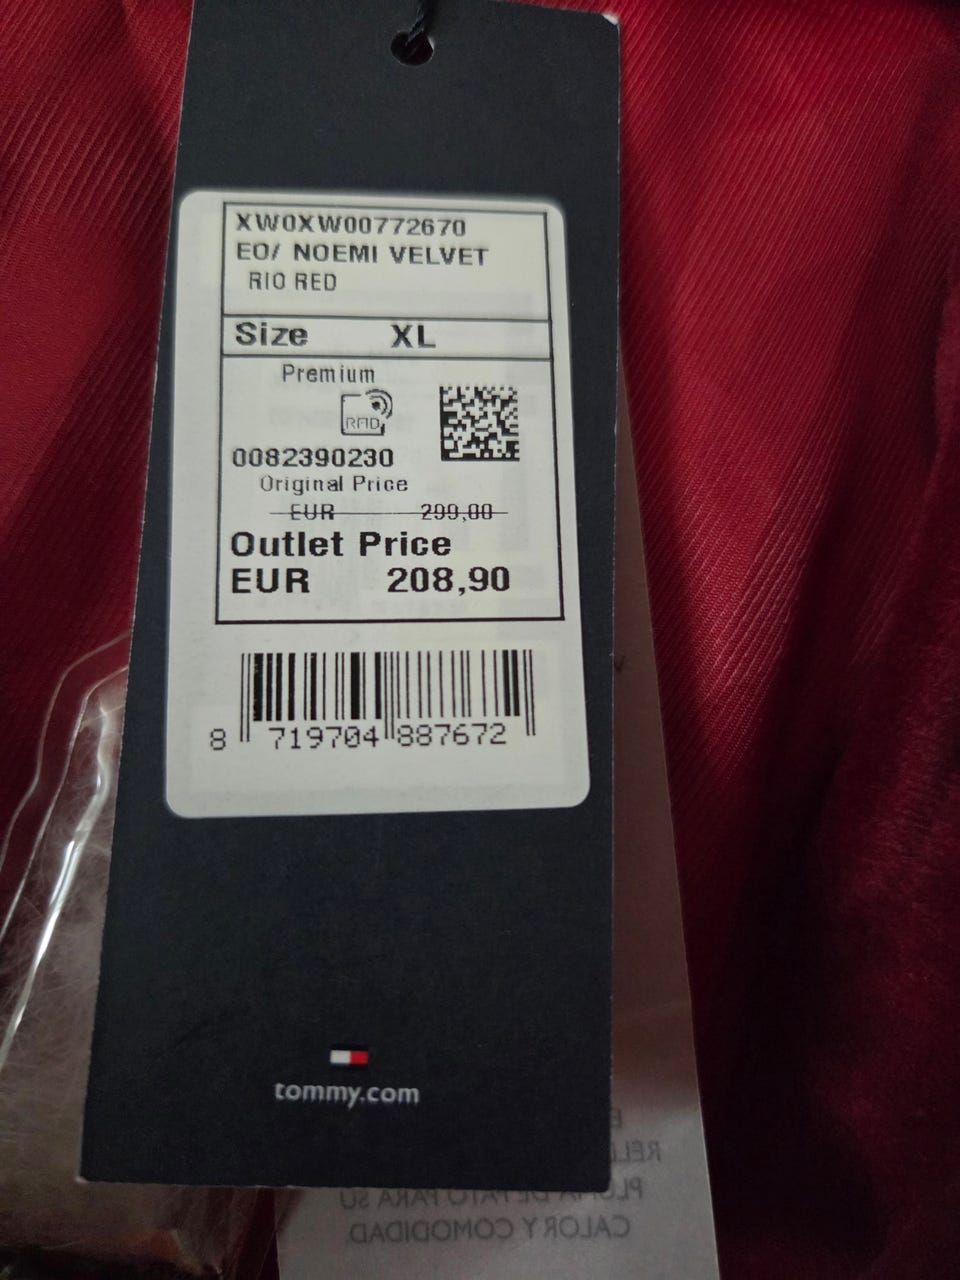 XW0XW00772670
EO/ NOEMI VELVET
RIO RED
Size XL
Premium
RFID
0082390230
Original Price
EUR 299,00
Outlet Price
EUR 208,90
8 719704 887672
tommy.com
PLUMA DE PATO PARA SU
CALOR Y COMODIDAD